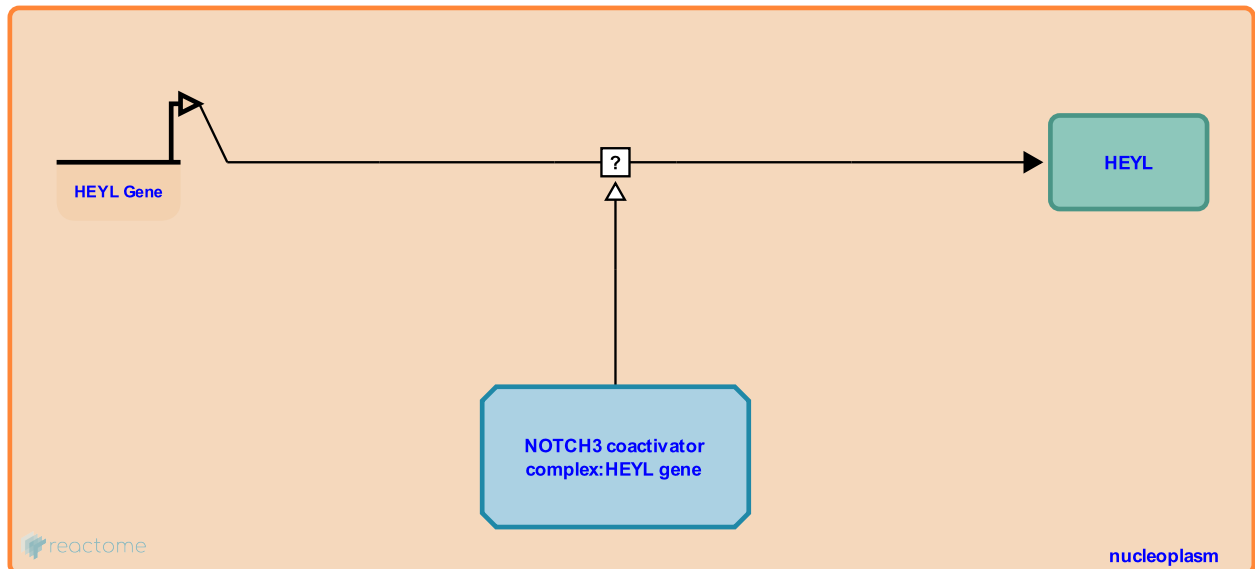 HEYL Gene
?
HEYL
NOTCH3 coactivator
complex:HEYL gene
reactome
nucleoplasm